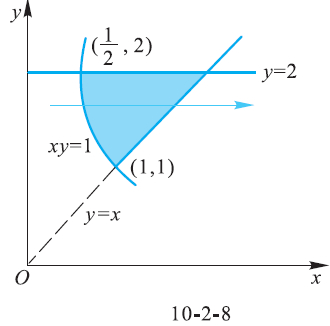 y
(1/2, 2)
y=2
xy=1
(1,1)
y=x
O
x
10-2-8